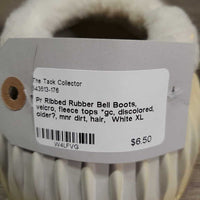 The Tack Collector
543613-176
Pr Ribbed Rubber Bell Boots,
velcro, fleece tops *gc, discolored,
older?, mnr dirt, hair, White XL
$6.50
W4LFVG